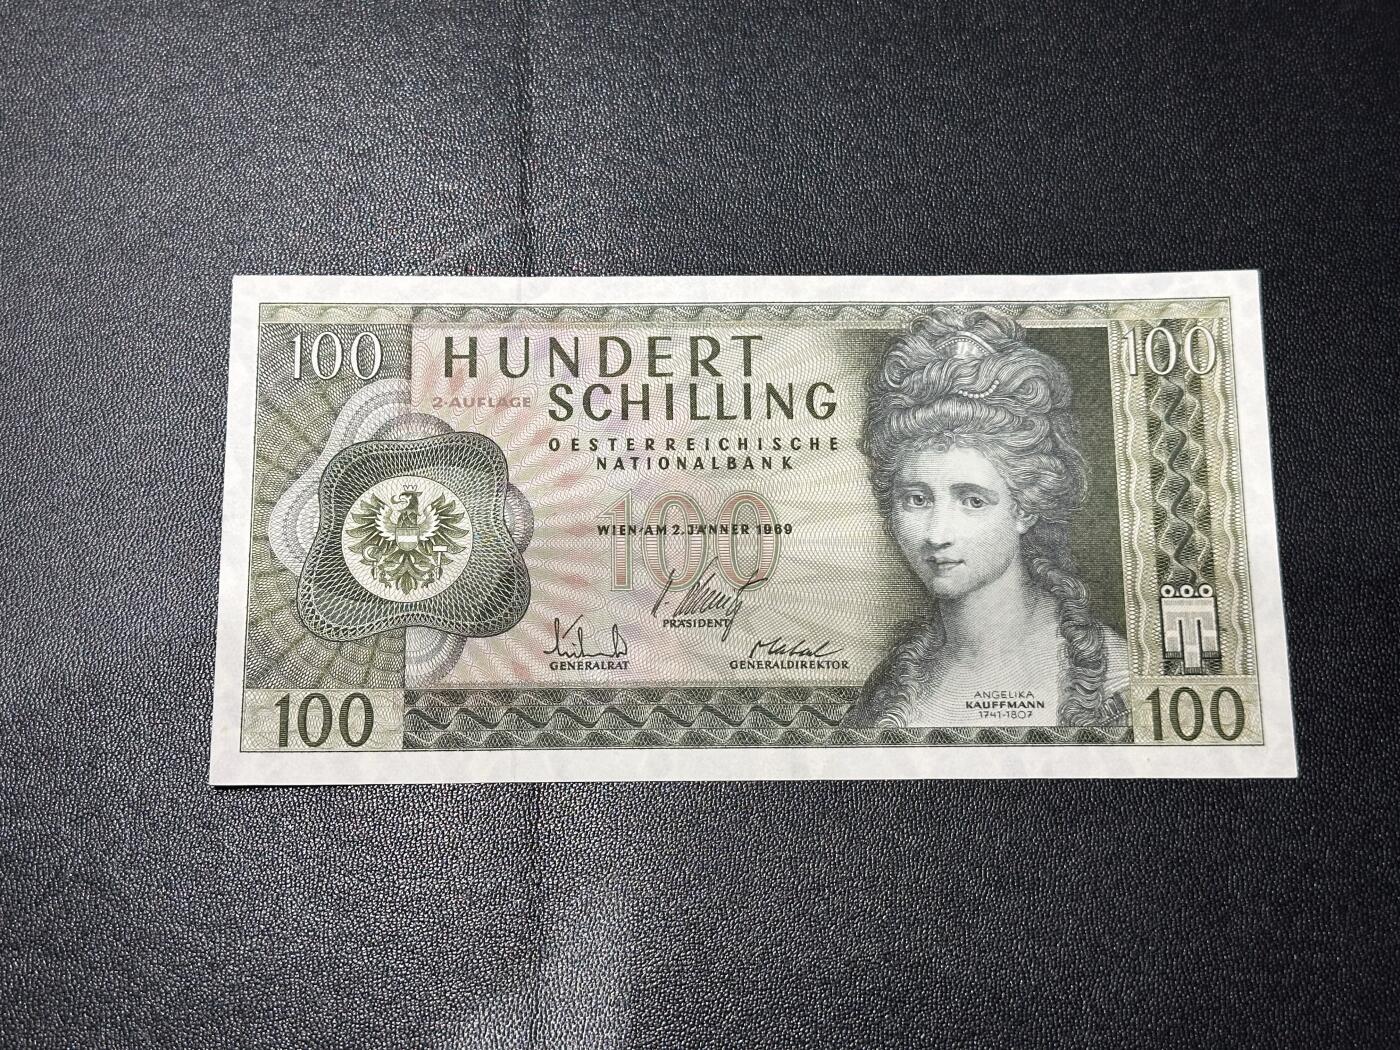 100
HUNDERT
100
2·AUFLAGE
SCHILLING
OESTERREICHISCHE
NATIONALBANK
100
WIEN·AM 2. JÄNNER 1969
PRÄSIDENT
GENERALRAT
GENERALDIREKTOR
ANGELIKA
KAUFFMANN
1741-1807
100
100